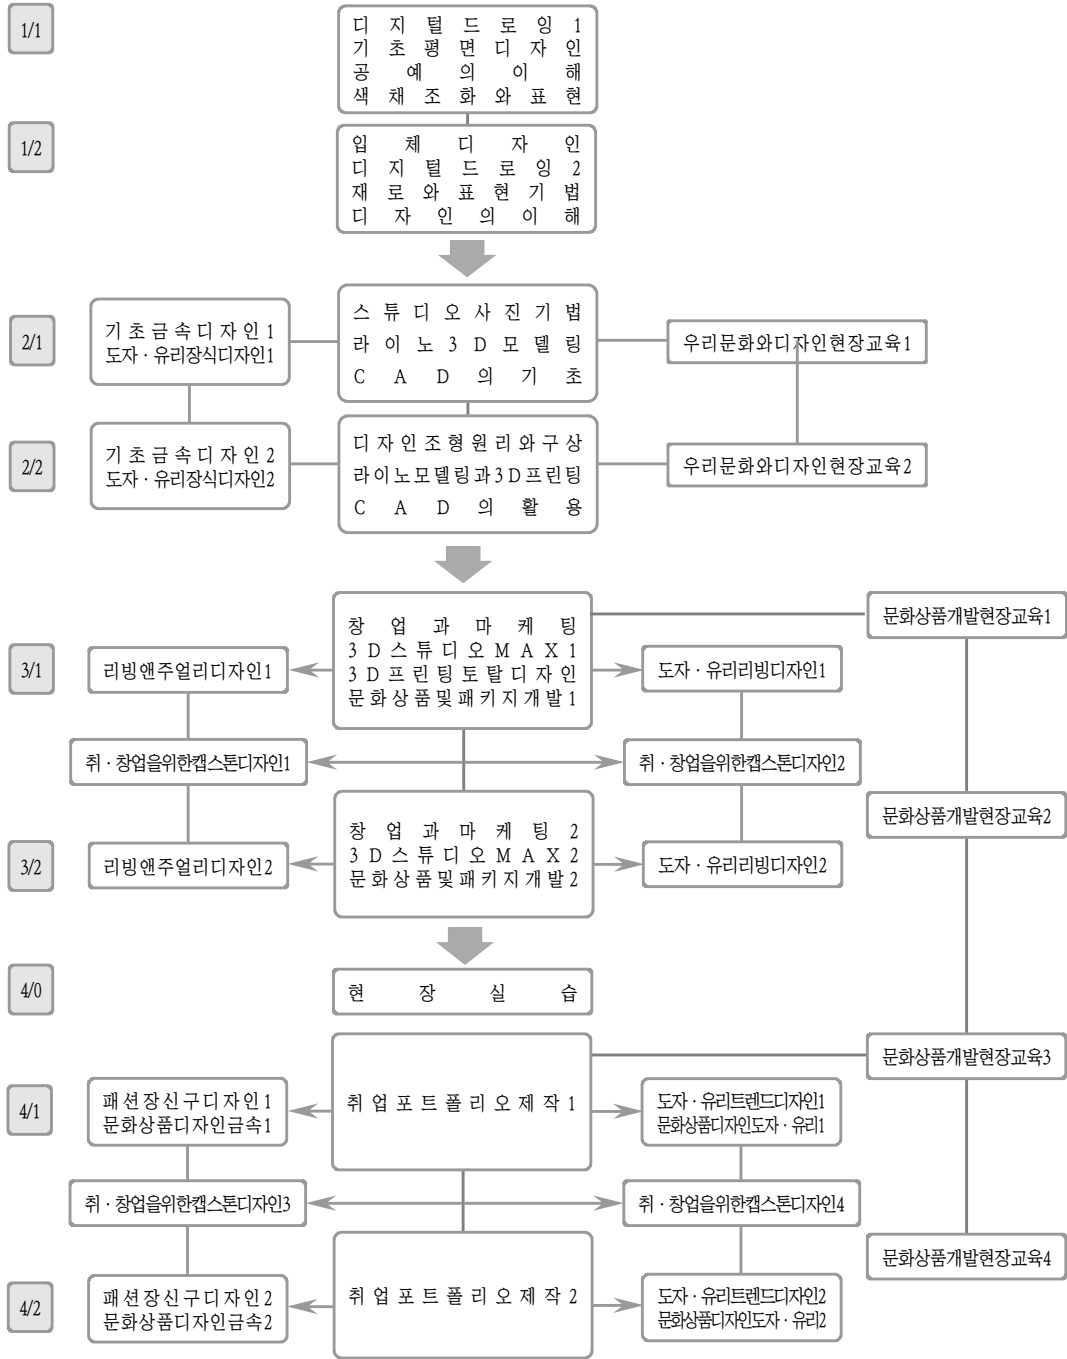 1/1
디지털드로잉1
기초평면디자인
공예의이해
색채조화와표현
1/2
입체디자인
디지털드로잉2
재로와표현기법
디자인의이해
2/1
기초금속디자인1
도자·유리장식디자인1
스튜디오사진기법
라이노3D모델링
CAD의기초
우리문화와디자인현장교육1
2/2
기초금속디자인2
도자·유리장식디자인2
디자인조형원리와구상
라이노모델링과3D프린팅
CAD의활용
우리문화와디자인현장교육2
3/1
리빙앤주얼리디자인1
창업과마케팅
3D스튜디오MAX1
3D프린팅토탈디자인
문화상품및패키지개발1
도자·유리리빙디자인1
문화상품개발현장교육1
취·창업을위한캡스톤디자인1
취·창업을위한캡스톤디자인2
문화상품개발현장교육2
3/2
리빙앤주얼리디자인2
창업과마케팅2
3D스튜디오MAX2
문화상품및패키지개발2
도자·유리리빙디자인2
4/0
현장실습
4/1
패션장신구디자인1
문화상품디자인금속1
취업포트폴리오제작1
도자·유리트렌드디자인1
문화상품디자인도자·유리1
문화상품개발현장교육3
취·창업을위한캡스톤디자인3
취·창업을위한캡스톤디자인4
문화상품개발현장교육4
4/2
패션장신구디자인2
문화상품디자인금속2
취업포트폴리오제작2
도자·유리트렌드디자인2
문화상품디자인도자·유리2